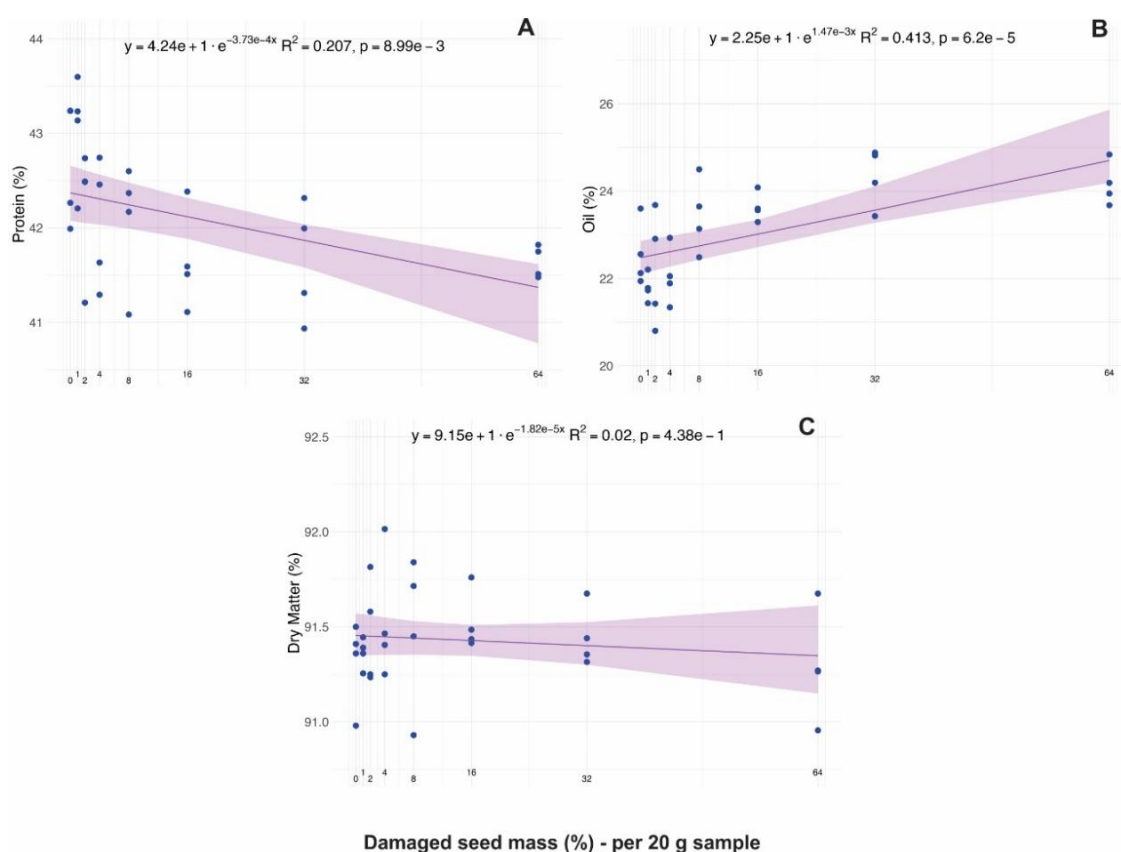 A
y = 4.24e + 1 · e^−3.73e−4x R² = 0.207, p = 8.99e − 3
44
43
42
41
Protein (%)
0 1 2 4 8 16 32 64
B
y = 2.25e + 1 · e^1.47e−3x R² = 0.413, p = 6.2e − 5
26
24
22
20
Oil (%)
0 1 2 4 8 16 32 64
C
y = 9.15e + 1 · e^−1.82e−5x R² = 0.02, p = 4.38e − 1
92.5
92.0
91.5
91.0
Dry Matter (%)
0 1 2 4 8 16 32 64
Damaged seed mass (%) - per 20 g sample